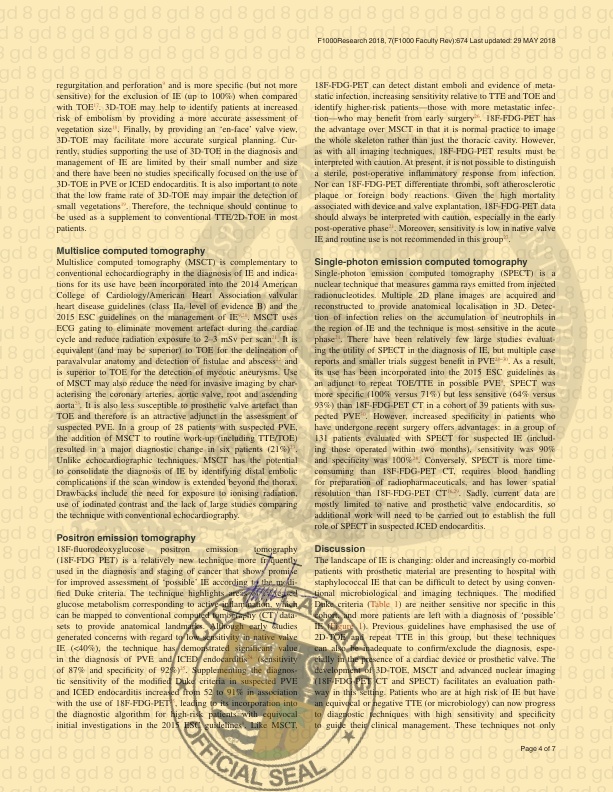 F1000Research 2018, 7(F1000 Faculty Rev):674 Last updated: 29 MAY 2018
regurgitation and perforation and is more specific (but not more
sensitive) for the exclusion of IE (up to 100%) when compared
with TOE. 3D-TOE may help to identify patients at increased
risk of embolism by providing a more accurate assessment of
vegetation size. Finally, by providing an ‘en-face’ valve view,
3D-TOE may facilitate more accurate surgical planning. Cur-
rently, studies supporting the use of 3D-TOE in the diagnosis and
management of IE are limited by their small number and size
and there have been no studies specifically focused on the use of
3D-TOE in PVE or ICED endocarditis. It is also important to note
that the low frame rate of 3D-TOE may impair the detection of
small vegetations. Therefore, the technique should continue to
be used as a supplement to conventional TTE/2D-TOE in most
patients.
Multislice computed tomography
Multislice computed tomography (MSCT) is complementary to
conventional echocardiography in the diagnosis of IE and indica-
tions for its use have been incorporated into the 2014 American
College of Cardiology/American Heart Association valvular
heart disease guidelines (class IIa, level of evidence B) and the
2015 ESC guidelines on the management of IE. MSCT uses
ECG gating to eliminate movement artefact during the cardiac
cycle and reduce radiation exposure to 2–3 mSv per scan. It is
equivalent (and may be superior) to TOE for the delineation of
paravalvular anatomy and detection of fistulae and abscess and
is superior to TOE for the detection of mycotic aneurysms. Use
of MSCT may also reduce the need for invasive imaging by char-
acterising the coronary arteries, aortic valve, root and ascending
aorta. It is also less susceptible to prosthetic valve artefact than
TOE and therefore is an attractive adjunct in the assessment of
suspected PVE. In a group of 28 patients with suspected PVE,
the addition of MSCT to routine work-up (including TTE/TOE)
resulted in a major diagnostic change in six patients (21%).
Unlike echocardiographic techniques, MSCT has the potential
to consolidate the diagnosis of IE by identifying distal embolic
complications if the scan window is extended beyond the thorax.
Drawbacks include the need for exposure to ionising radiation,
use of iodinated contrast and the lack of large studies comparing
the technique with conventional echocardiography.
Positron emission tomography
18F-fluorodeoxyglucose positron emission tomography
(18F-FDG PET) is a relatively new technique more frequently
used in the diagnosis and staging of cancer that shows promise
for improved assessment of ‘possible’ IE according to the modi-
fied Duke criteria. The technique highlights areas of increased
glucose metabolism corresponding to active inflammation, which
can be mapped to conventional computed tomography (CT) data-
sets to provide anatomical landmarks. Although early studies
generated concerns with regard to low sensitivity in native valve
IE (<40%), the technique has demonstrated significant value
in the diagnosis of PVE and ICED endocarditis (sensitivity
of 87% and specificity of 92%). Supplementing the diagnos-
tic sensitivity of the modified Duke criteria in suspected PVE
and ICED endocarditis increased from 52 to 91% in association
with the use of 18F-FDG-PET, leading to its incorporation into
the diagnostic algorithm for high-risk patients with equivocal
initial investigations in the 2015 ESC guidelines. Like MSCT,
18F-FDG-PET can detect distant emboli and evidence of meta-
static infection, increasing sensitivity relative to TTE and TOE and
identify higher-risk patients—those with more metastatic infec-
tion—who may benefit from early surgery. 18F-FDG-PET has
the advantage over MSCT in that it is normal practice to image
the whole skeleton rather than just the thoracic cavity. However,
as with all imaging techniques, 18F-FDG-PET results must be
interpreted with caution. At present, it is not possible to distinguish
a sterile, post-operative inflammatory response from infection.
Nor can 18F-FDG-PET differentiate thrombi, soft atherosclerotic
plaque or foreign body reactions. Given the high mortality
associated with device and valve explantation, 18F-FDG-PET data
should always be interpreted with caution, especially in the early
post-operative phase. Moreover, sensitivity is low in native valve
IE and routine use is not recommended in this group.
Single-photon emission computed tomography
Single-photon emission computed tomography (SPECT) is a
nuclear technique that measures gamma rays emitted from injected
radionucleotides. Multiple 2D plane images are acquired and
reconstructed to provide anatomical localisation in 3D. Detec-
tion of infection relies on the accumulation of neutrophils in
the region of IE and the technique is most sensitive in the acute
phase. There have been relatively few large studies evaluat-
ing the utility of SPECT in the diagnosis of IE, but multiple case
reports and smaller trials suggest benefit in PVE. As a result,
its use has been incorporated into the 2015 ESC guidelines as
an adjunct to repeat TOE/TTE in possible PVE. SPECT was
more specific (100% versus 71%) but less sensitive (64% versus
93%) than 18F-FDG-PET CT in a cohort of 39 patients with sus-
pected PVE. However, increased specificity in patients who
have undergone recent surgery offers advantages: in a group of
131 patients evaluated with SPECT for suspected IE (includ-
ing those operated within two months), sensitivity was 90%
and specificity was 100%. Conversely, SPECT is more time-
consuming than 18F-FDG-PET CT, requires blood handling
for preparation of radiopharmaceuticals, and has lower spatial
resolution than 18F-FDG-PET CT. Sadly, current data are
mostly limited to native and prosthetic valve endocarditis, so
additional work will need to be carried out to establish the full
role of SPECT in suspected ICED endocarditis.
Discussion
The landscape of IE is changing: older and increasingly co-morbid
patients with prosthetic material are presenting to hospital with
staphylococcal IE that can be difficult to detect by using conven-
tional microbiological and imaging techniques. The modified
Duke criteria (Table 1) are neither sensitive nor specific in this
cohort, and more patients are left with a diagnosis of ‘possible’
IE. Previous guidelines have emphasised the use of
2D-TOE and repeat TTE in this group, but these techniques
can also be inadequate to confirm/exclude the diagnosis, espe-
cially in the presence of a cardiac device or prosthetic valve. The
development of 3D-TOE, MSCT and advanced nuclear imaging
(18F-FDG-PET CT and SPECT) facilitates an evaluation path-
way in this setting. Patients who are at high risk of IE but have
an equivocal or negative TTE (or microbiology) can now progress
to diagnostic techniques with high sensitivity and specificity
to guide their clinical management. These techniques not only
Page 4 of 7
OFFICIAL SEAL